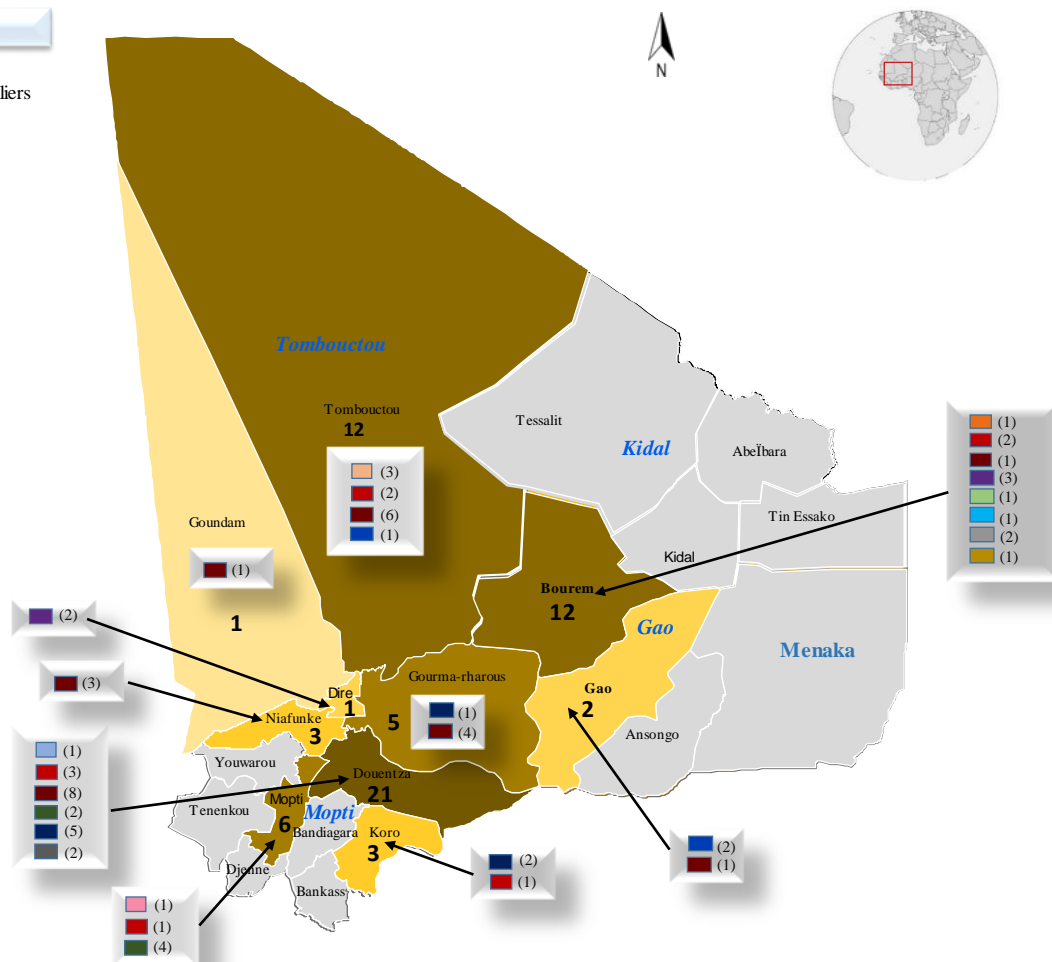 liers
N
Tombouctou
Tombouctou
12
(3)
(2)
(6)
(1)
Tessalit
Kidal
AbeÏbara
Tin Essako
Kidal
(1)
(2)
(1)
(3)
(1)
(1)
(2)
(1)
Goundam
(1)
1
Bourem
12
Gao
Menaka
(2)
(3)
Dire
1
Niafunke
3
Gourma-rharous
5
(1)
(4)
Gao
2
Ansongo
Youwarou
Douentza
21
(1)
(3)
(8)
(2)
(5)
(2)
Tenenkou
Mopti
6
Mopti
Bandiagara
Koro
3
Djenne
Bankass
(2)
(1)
(2)
(1)
(1)
(1)
(4)